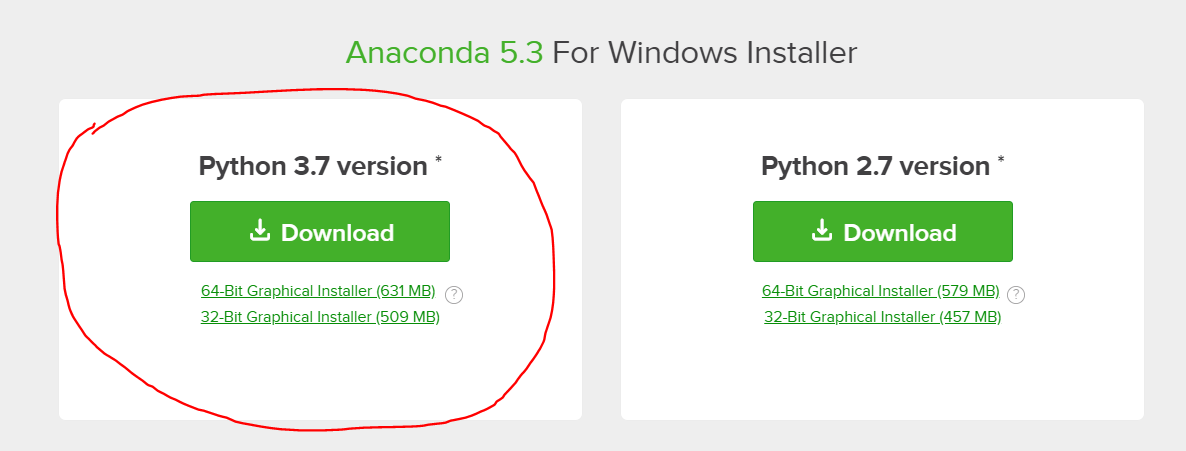 Anaconda 5.3 For Windows Installer
Python 3.7 version *
Download
64-Bit Graphical Installer (631 MB) ?
32-Bit Graphical Installer (509 MB)
Python 2.7 version *
Download
64-Bit Graphical Installer (579 MB) ?
32-Bit Graphical Installer (457 MB)